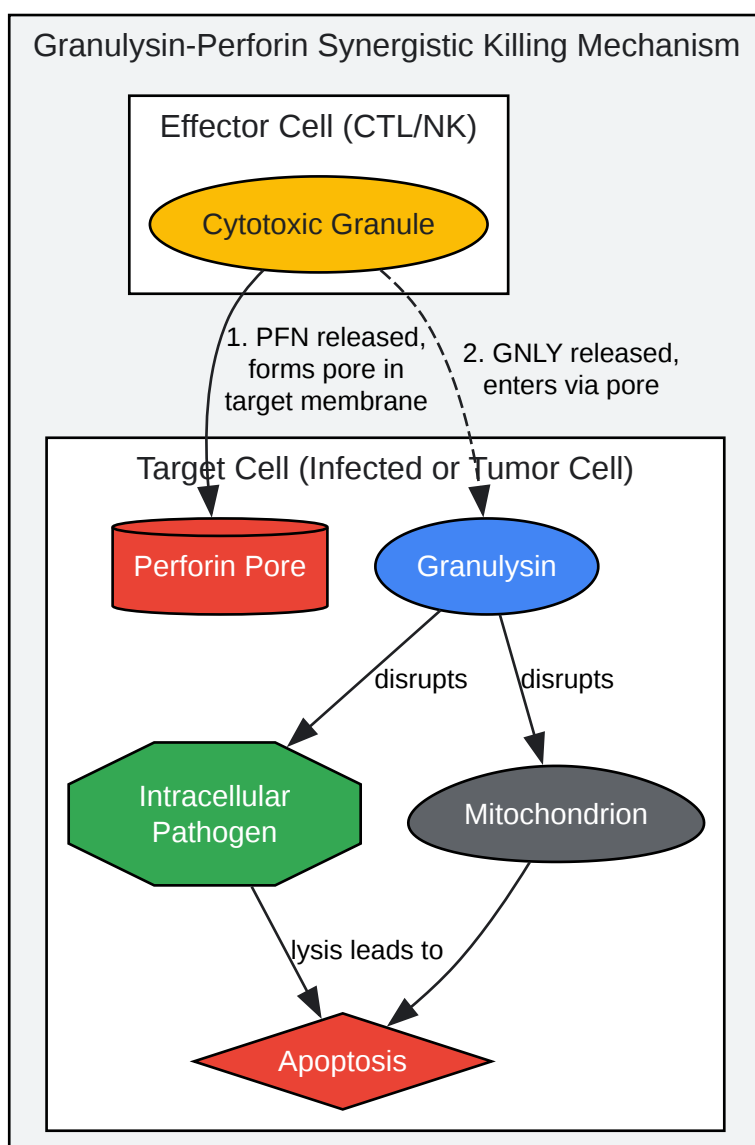 Granulysin-Perforin Synergistic Killing Mechanism
Effector Cell (CTL/NK)
Cytotoxic Granule
1. PFN released,
forms pore in
target membrane
2. GNLY released,
enters via pore
Target Cell (Infected or Tumor Cell)
Perforin Pore
Granulysin
disrupts
disrupts
Intracellular
Pathogen
Mitochondrion
lysis leads to
Apoptosis